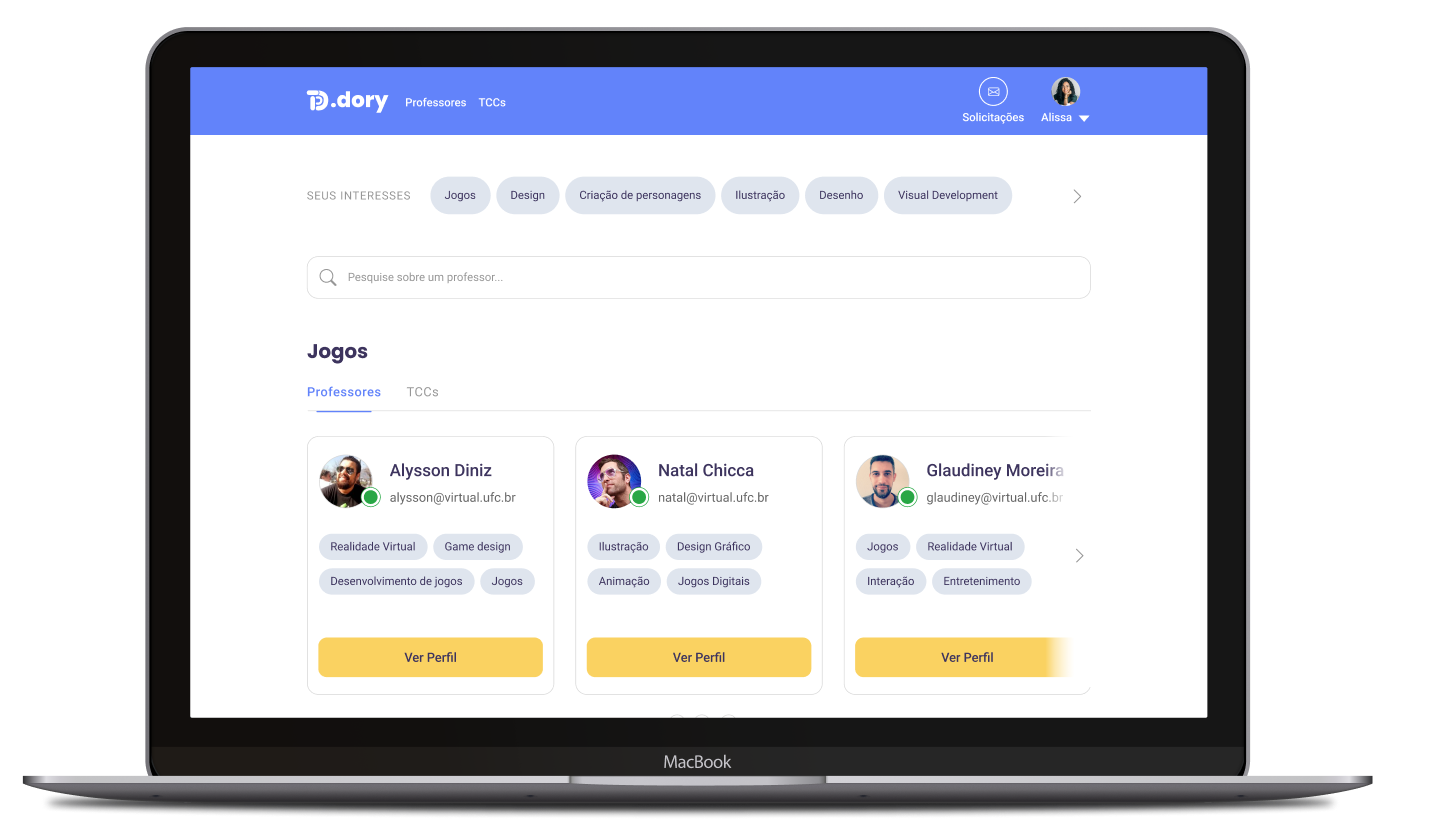 D.dory Professores TCCs
Solicitações Alissa
SEUS INTERESSES Jogos Design Criação de personagens Ilustração Desenho Visual Development
Pesquise sobre um professor...
Jogos
Professores TCCs
Alysson Diniz
alysson@virtual.ufc.br
Realidade Virtual Game design
Desenvolvimento de jogos Jogos
Ver Perfil
Natal Chicca
natal@virtual.ufc.br
Ilustração Design Gráfico
Animação Jogos Digitais
Ver Perfil
Glaudiney Moreira
glaudiney@virtual.ufc.br
Jogos Realidade Virtual
Interação Entretenimento
Ver Perfil
MacBook